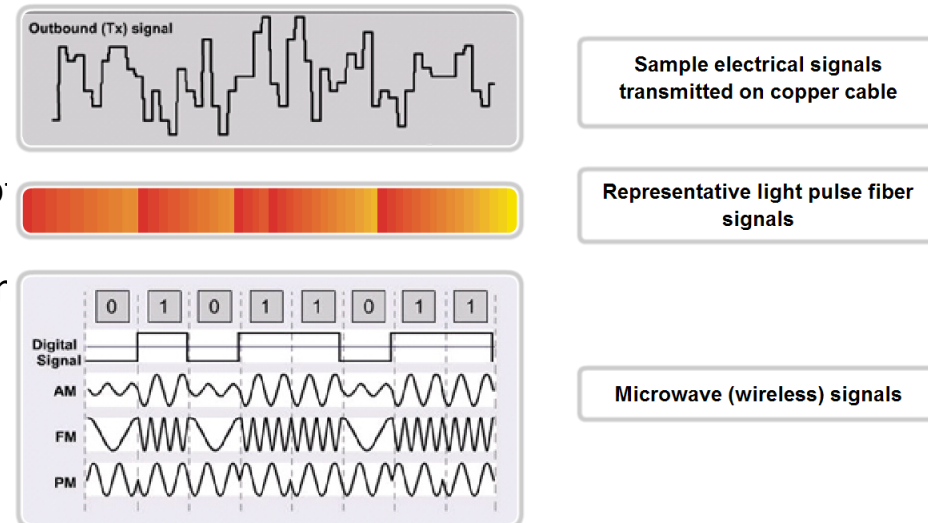 Outbound (Tx) signal
Sample electrical signals
transmitted on copper cable
Representative light pulse fiber
signals
0 1 0 1 1 0 1 1
Digital
Signal
AM
FM
PM
Microwave (wireless) signals